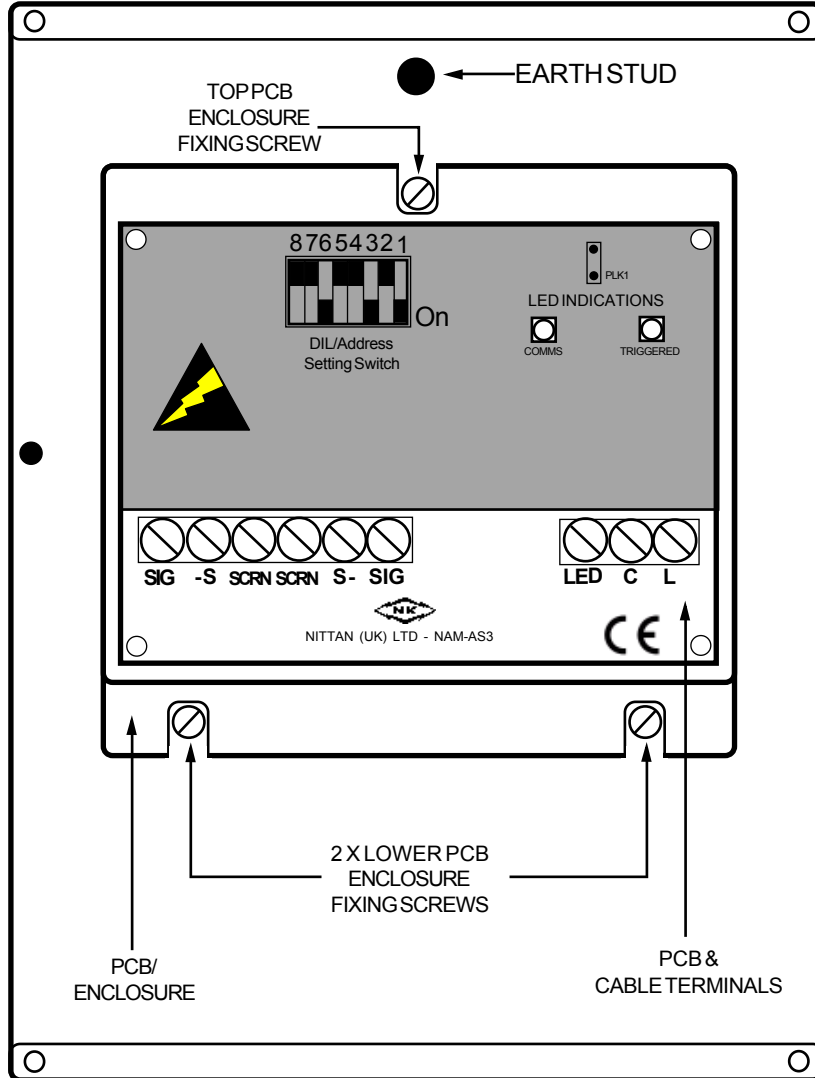 EARTH STUD
TOP PCB
ENCLOSURE
FIXING SCREW
87654321
On
DIL/Address
Setting Switch
PLK1
LED INDICATIONS
COMMS
TRIGGERED
SIG -S SCRN SCRN S- SIG
LED C L
NK
NITTAN (UK) LTD - NAM-AS3
CE
2 X LOWER PCB
ENCLOSURE
FIXING SCREWS
PCB/
ENCLOSURE
PCB &
CABLE TERMINALS